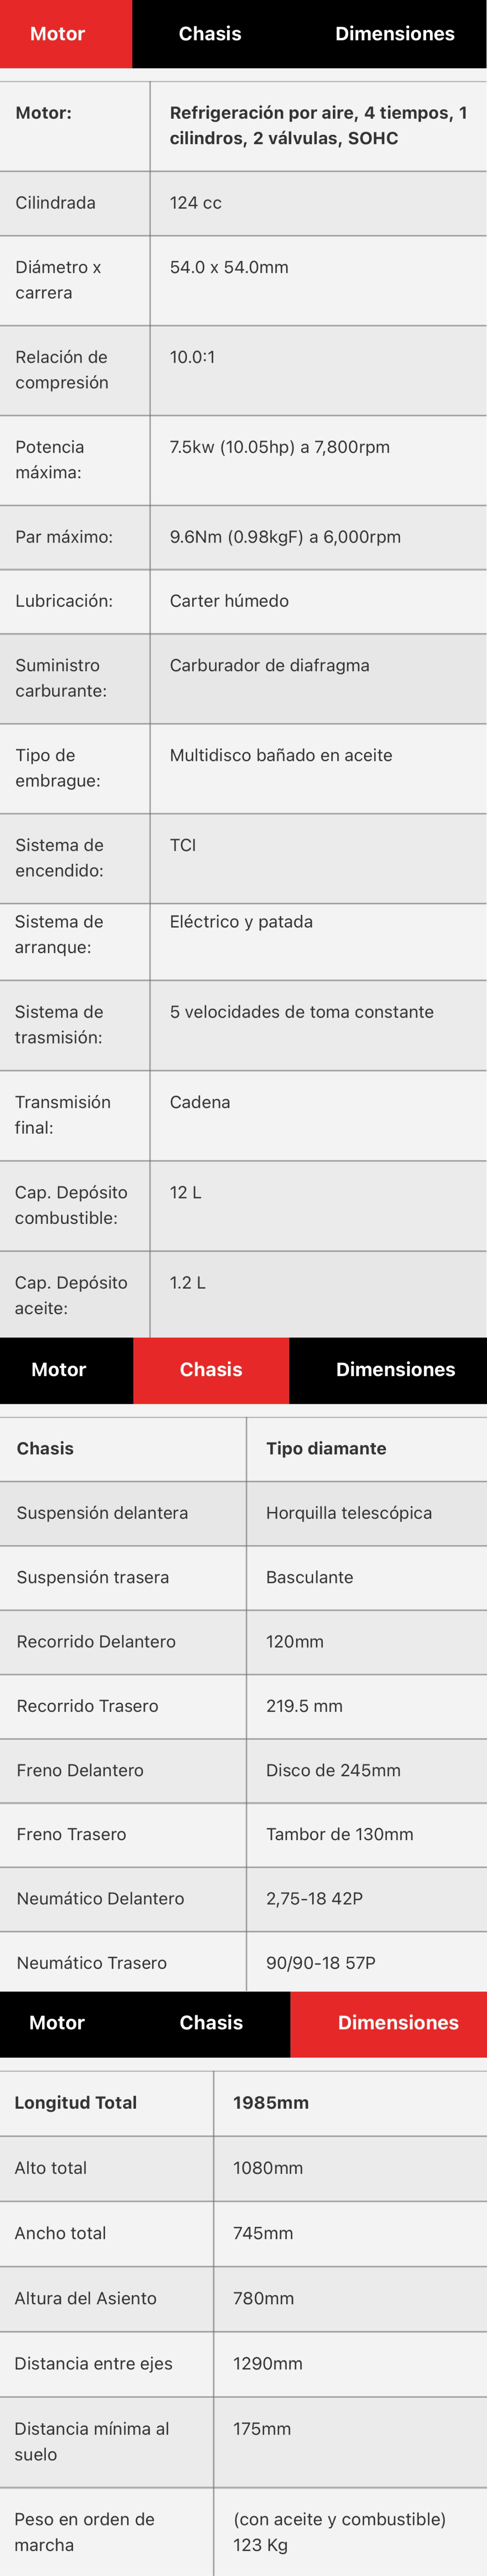 Motor Chasis Dimensiones
Motor: Refrigeración por aire, 4 tiempos, 1
cilindros, 2 válvulas, SOHC
Cilindrada 124 cc
Diámetro x 54.0 x 54.0mm
carrera
Relación de 10.0:1
compresión
Potencia 7.5kw (10.05hp) a 7,800rpm
máxima:
Par máximo: 9.6Nm (0.98kgF) a 6,000rpm
Lubricación: Carter húmedo
Suministro Carburador de diafragma
carburante:
Tipo de Multidisco bañado en aceite
embrague:
Sistema de TCI
encendido:
Sistema de Eléctrico y patada
arranque:
Sistema de 5 velocidades de toma constante
trasmisión:
Transmisión Cadena
final:
Cap. Depósito 12 L
combustible:
Cap. Depósito 1.2 L
aceite:
Motor Chasis Dimensiones
Chasis Tipo diamante
Suspensión delantera Horquilla telescópica
Suspensión trasera Basculante
Recorrido Delantero 120mm
Recorrido Trasero 219.5 mm
Freno Delantero Disco de 245mm
Freno Trasero Tambor de 130mm
Neumático Delantero 2,75-18 42P
Neumático Trasero 90/90-18 57P
Motor Chasis Dimensiones
Longitud Total 1985mm
Alto total 1080mm
Ancho total 745mm
Altura del Asiento 780mm
Distancia entre ejes 1290mm
Distancia mínima al 175mm
suelo
Peso en orden de (con aceite y combustible)
marcha 123 Kg